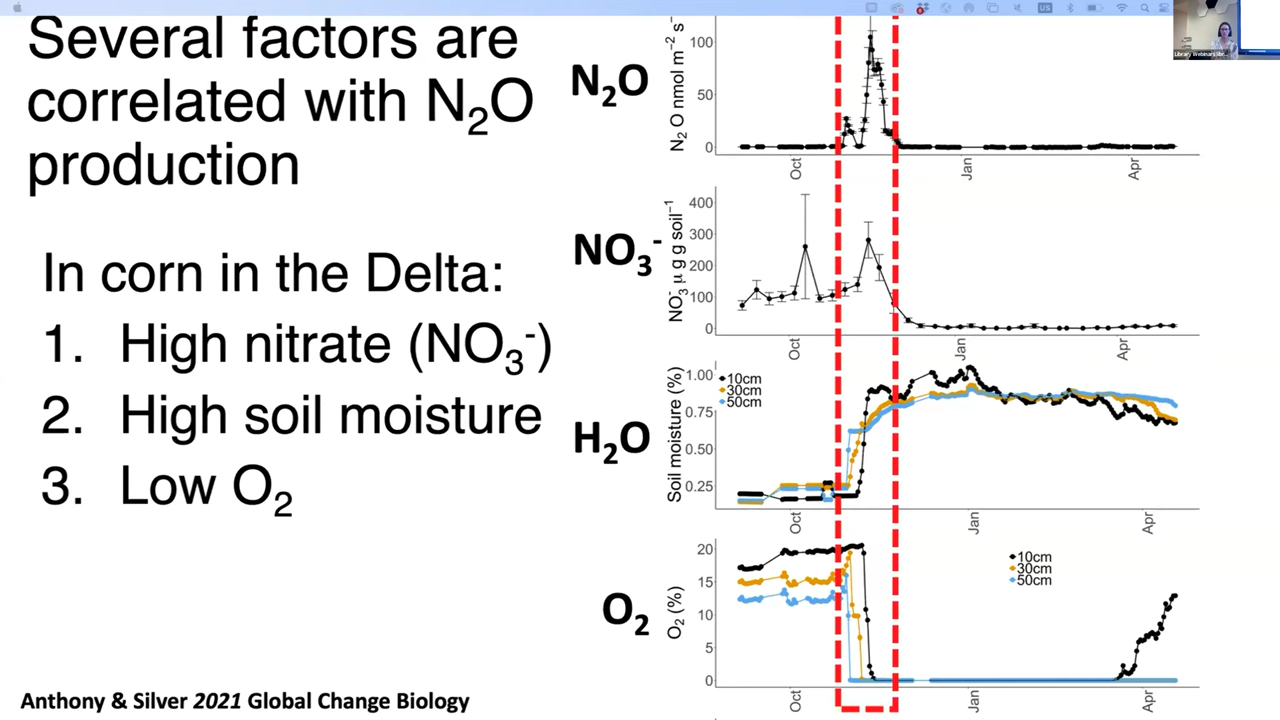 Several factors are
correlated with N₂O
production
In corn in the Delta:
1. High nitrate (NO₃⁻)
2. High soil moisture
3. Low O₂
Anthony & Silver 2021 Global Change Biology
N₂O
N₂O nmol m⁻² s⁻
100
50
0
Oct
Jan
Apr
NO₃⁻
NO₃⁻ µ g g soil⁻¹
400
300
200
100
0
Oct
Jan
Apr
H₂O
Soil moisture (%)
1.00
0.75
0.50
0.25
10cm
30cm
50cm
Oct
Jan
Apr
O₂
O₂ (%)
20
15
10
5
0
10cm
30cm
50cm
Oct
Jan
Apr
US